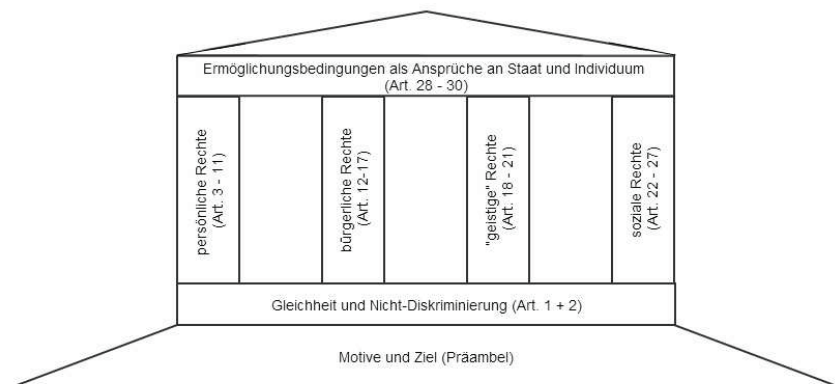 Ermöglichungsbedingungen als Ansprüche an Staat und Individuum
(Art. 28 - 30)
persönliche Rechte
(Art. 3 - 11)
bürgerliche Rechte
(Art. 12-17)
"geistige" Rechte
(Art. 18 - 21)
soziale Rechte
(Art. 22 - 27)
Gleichheit und Nicht-Diskriminierung (Art. 1 + 2)
Motive und Ziel (Präambel)